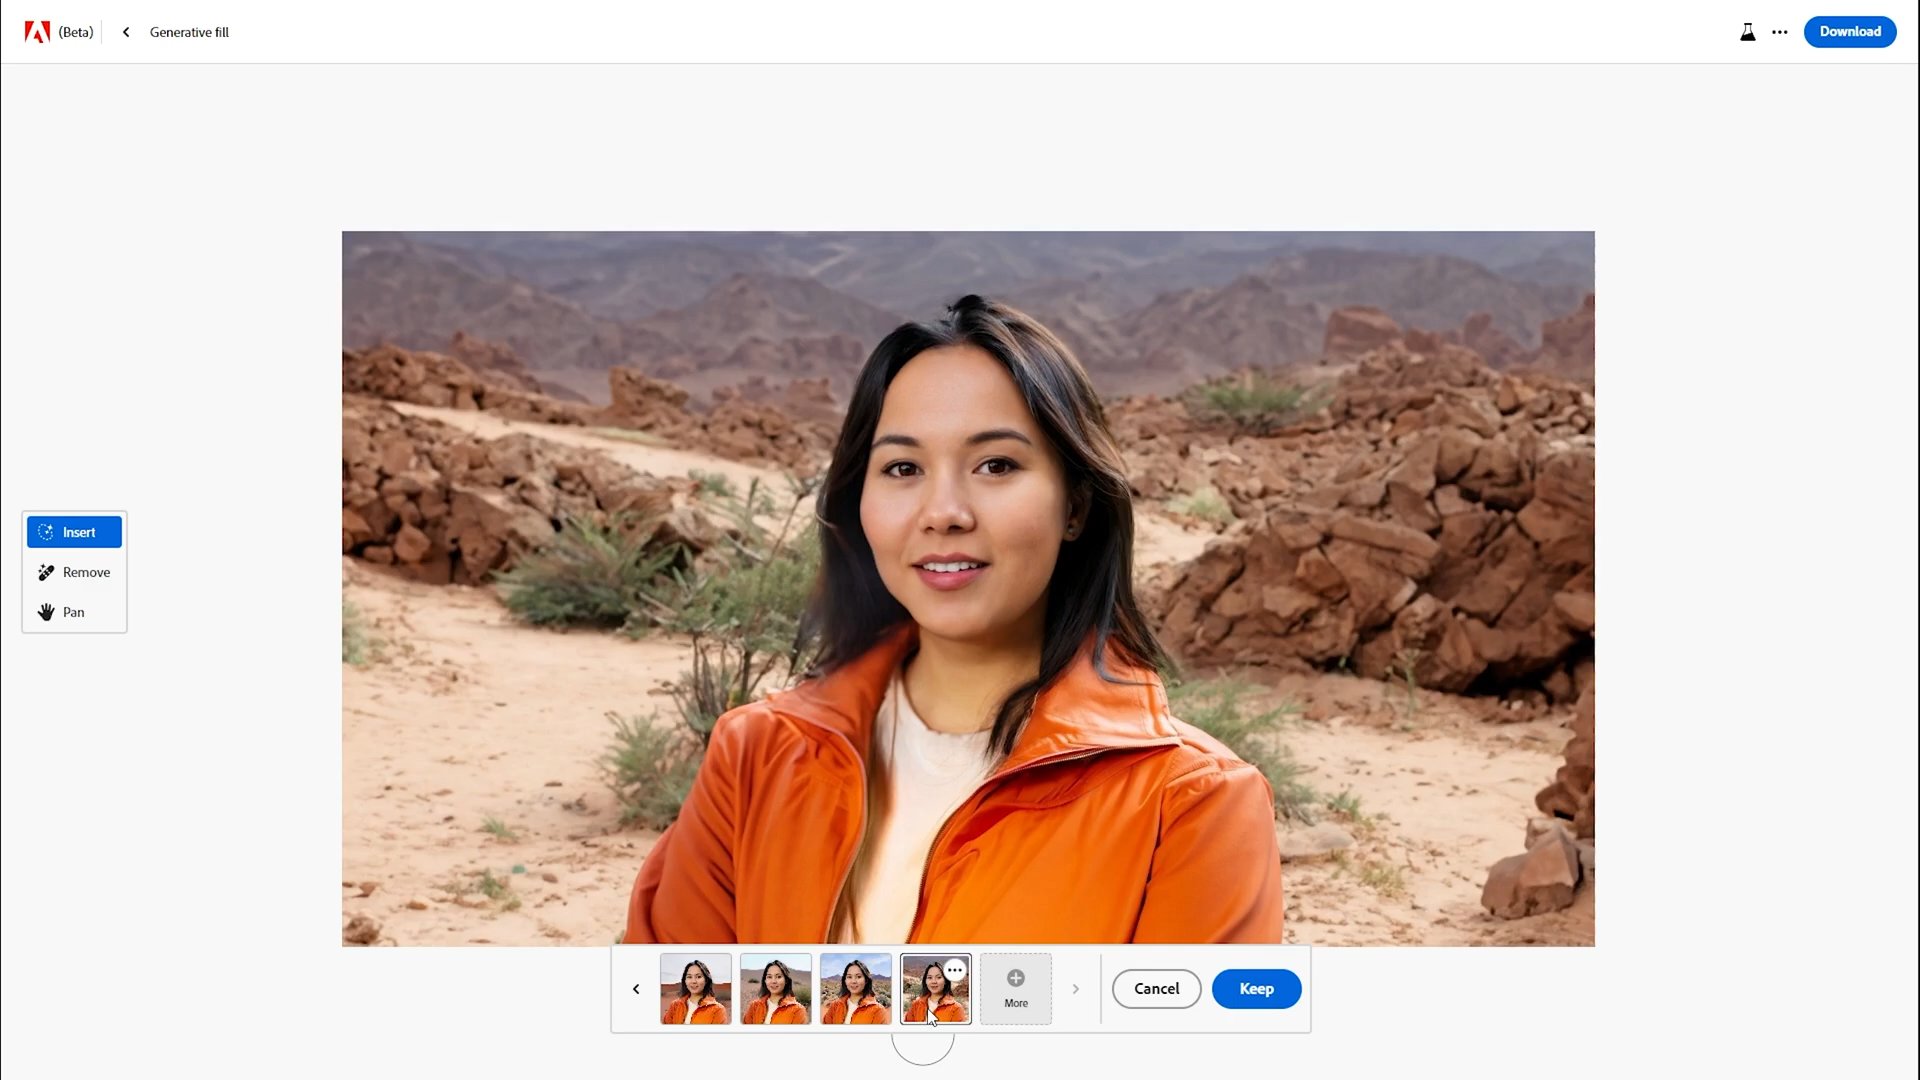 (Beta)
Generative fill
Download
Insert
Remove
Pan
More
Cancel
Keep